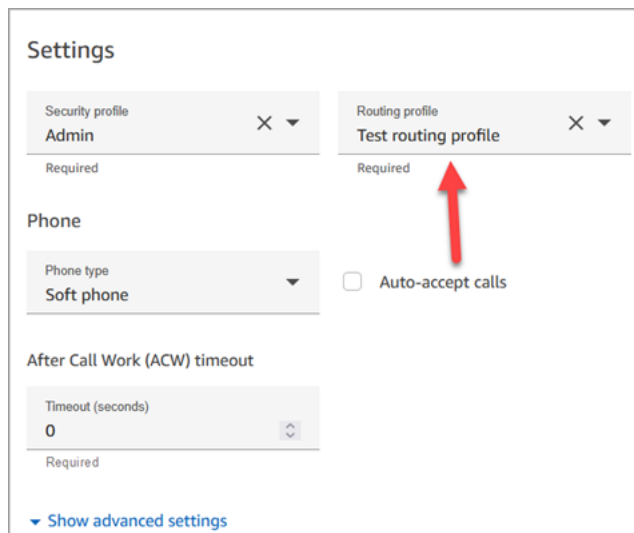 Settings
Security profile
Admin
Required
Routing profile
Test routing profile
Required
Phone
Phone type
Soft phone
Auto-accept calls
After Call Work (ACW) timeout
Timeout (seconds)
0
Required
Show advanced settings